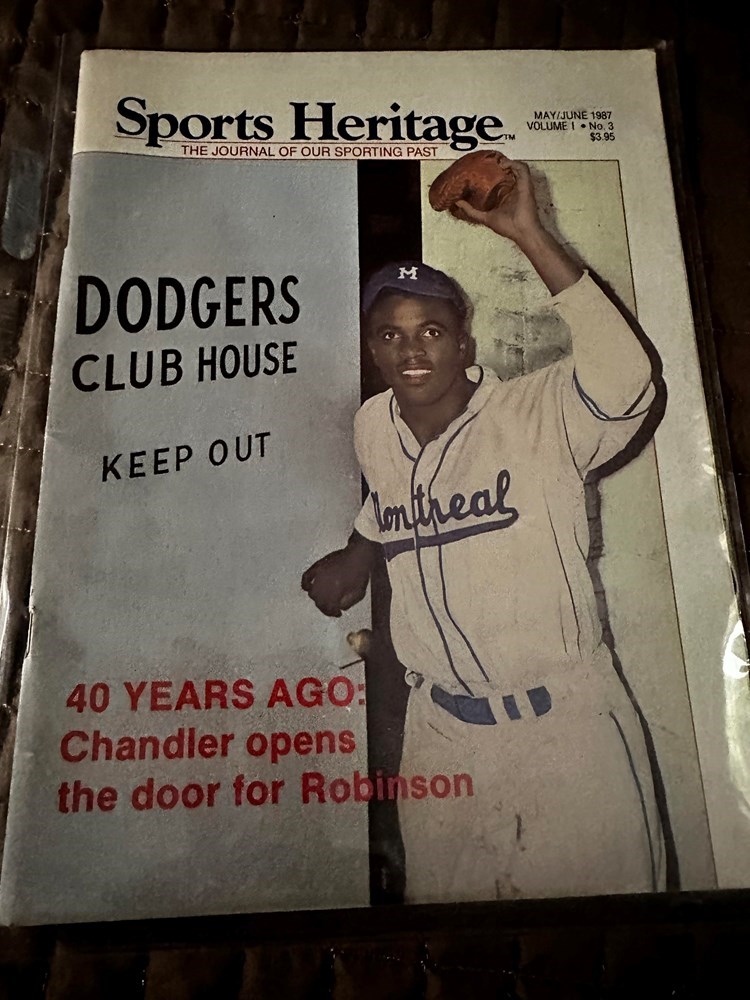 Sports Heritage™
THE JOURNAL OF OUR SPORTING PAST
MAY/JUNE 1987
VOLUME I • No. 3
$3.95
M
DODGERS
CLUB HOUSE
KEEP OUT
Montreal
40 YEARS AGO:
Chandler opens
the door for Robinson